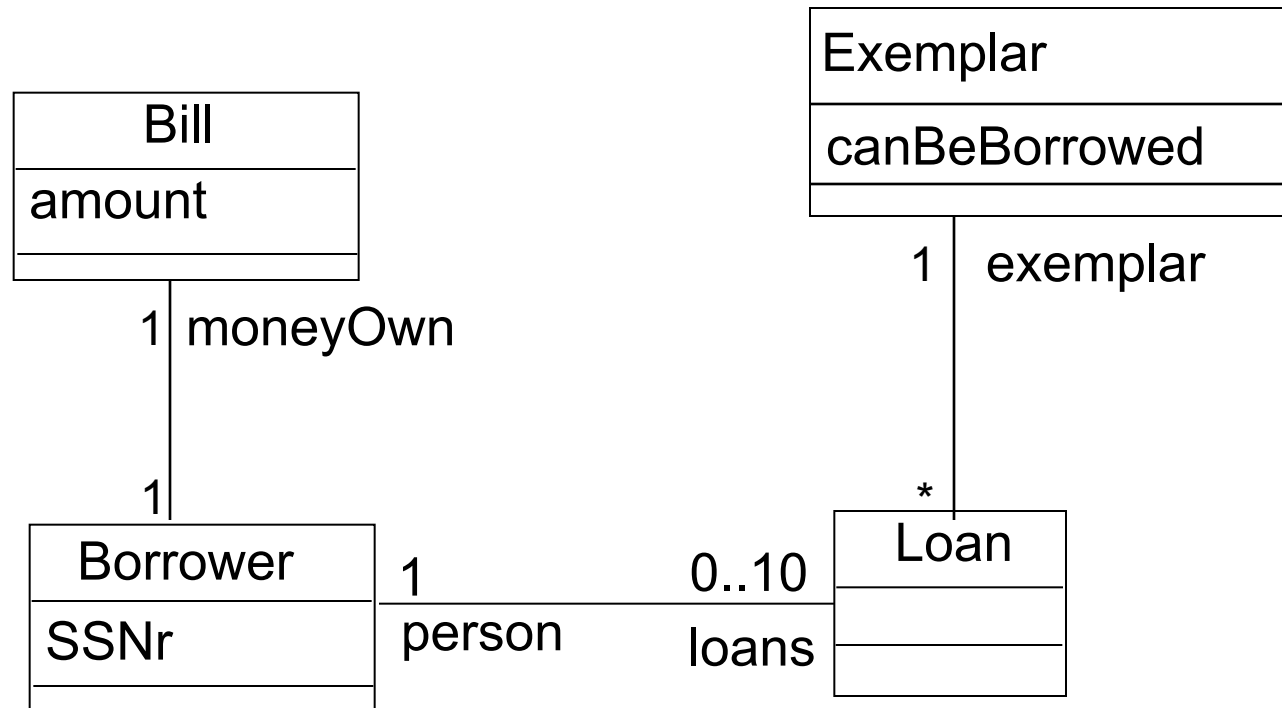 Exemplar
canBeBorrowed
Bill
amount
1 exemplar
1 moneyOwn
1
*
Borrower
SSNr
1
person
0..10
loans
Loan